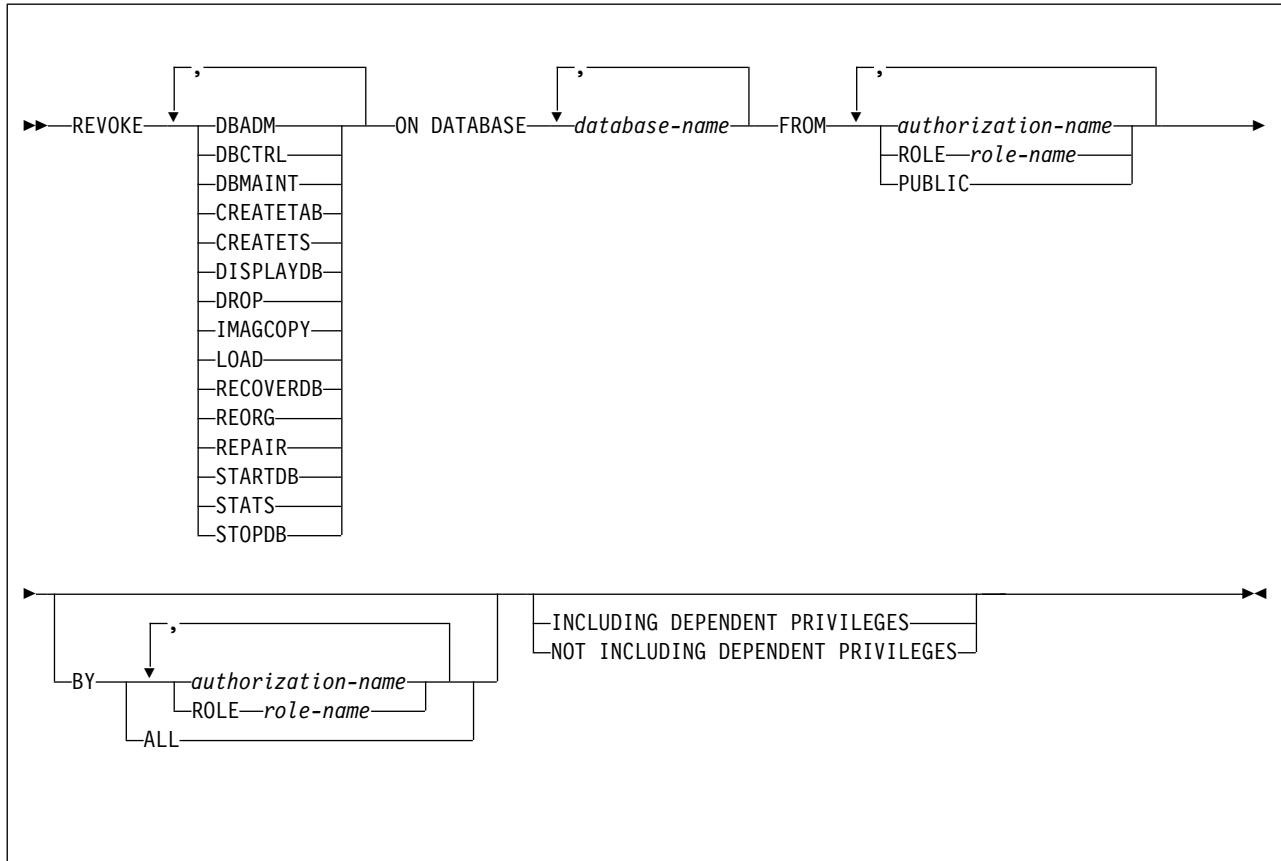 , , ,
REVOKE DBADM ON DATABASE database-name FROM authorization-name
DBCTRL ROLE role-name
DBMAINT PUBLIC
CREATETAB
CREATETS
DISPLAYDB
DROP
IMAGCOPY
LOAD
RECOVERDB
REORG
REPAIR
STARTDB
STATS
STOPDB
INCLUDING DEPENDENT PRIVILEGES
, NOT INCLUDING DEPENDENT PRIVILEGES
BY authorization-name
ROLE role-name
ALL